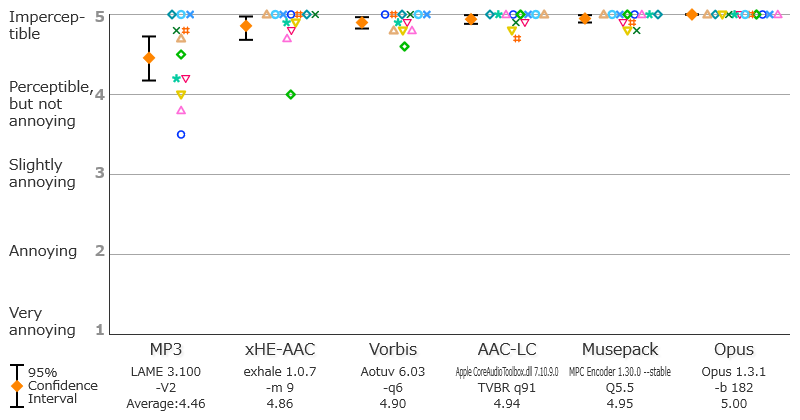 Impercep-
tible
5
Perceptible,
but not
annoying
4
Slightly
annoying
3
Annoying
2
Very
annoying
1
MP3 xHE-AAC Vorbis AAC-LC Musepack Opus
95%
Confidence
Interval
LAME 3.100 exhale 1.0.7 Aotuv 6.03 Apple CoreAudioToolbox.dll 7.10.9.0 MPC Encoder 1.30.0 --stable Opus 1.3.1
-V2 -m 9 -q6 TVBR q91 Q5.5 -b 182
Average:4.46 4.86 4.90 4.94 4.95 5.00